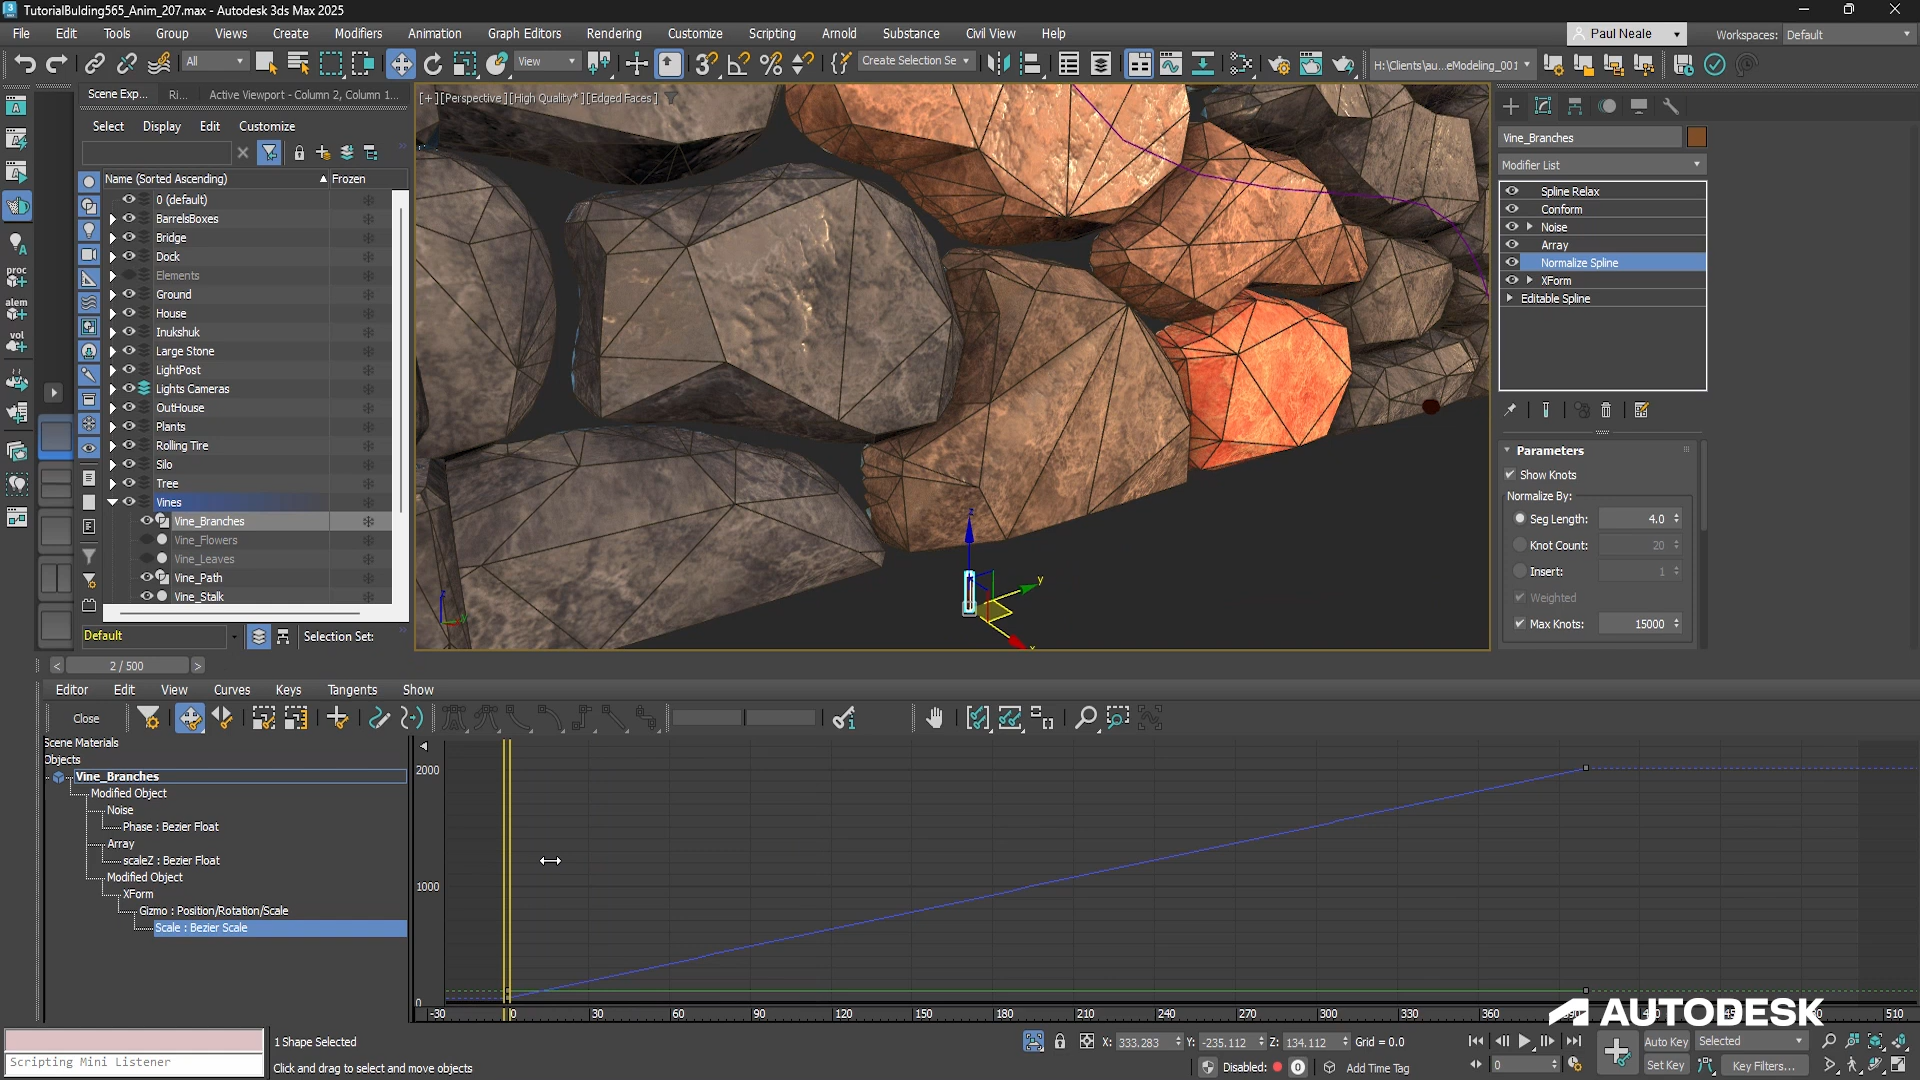 TutorialBulding565_Anim_207.max - Autodesk 3ds Max 2025
File Edit Tools Group Views Create Modifiers Animation Graph Editors Rendering Customize Scripting Arnold Substance Civil View Help
Paul Neale
Workspaces: Default
All
View
Create Selection Se
H:\Clients\au...eModeling_001
Scene Exp... Ri... Active Viewport - Column 2, Column 1...
Select Display Edit Customize
Name (Sorted Ascending) Frozen
0 (default)
BarrelsBoxes
Bridge
Dock
Elements
Ground
House
Inukshuk
Large Stone
LightPost
Lights Cameras
OutHouse
Plants
Rolling Tire
Silo
Tree
Vines
Vine_Branches
Vine_Flowers
Vine_Leaves
Vine_Path
Vine_Stalk
Default
Selection Set:
proc
alem
vol
[+][Perspective][High Quality*][Edged Faces]
z
y
x
Vine_Branches
Modifier List
Spline Relax
Conform
Noise
Array
Normalize Spline
XForm
Editable Spline
Parameters
Show Knots
Normalize By:
Seg Length: 4.0
Knot Count: 20
Insert: 1
Weighted
Max Knots: 15000
< 2 / 500 >
Editor Edit View Curves Keys Tangents Show
Close
Scene Materials
Objects
Vine_Branches
Modified Object
Noise
Phase : Bezier Float
Array
scaleZ : Bezier Float
Modified Object
XForm
Gizmo : Position/Rotation/Scale
Scale : Bezier Scale
2000
1000
0
-30 0 30 60 90 120 150 180 210 240 270 300 330 360 510
AUTODESK
Scripting Mini Listener
1 Shape Selected
Click and drag to select and move objects
X: 333.283 Y: -235.112 Z: 134.112 Grid = 0.0
Disabled: 0 Add Time Tag
0
Auto Key Selected
Set Key Key Filters...